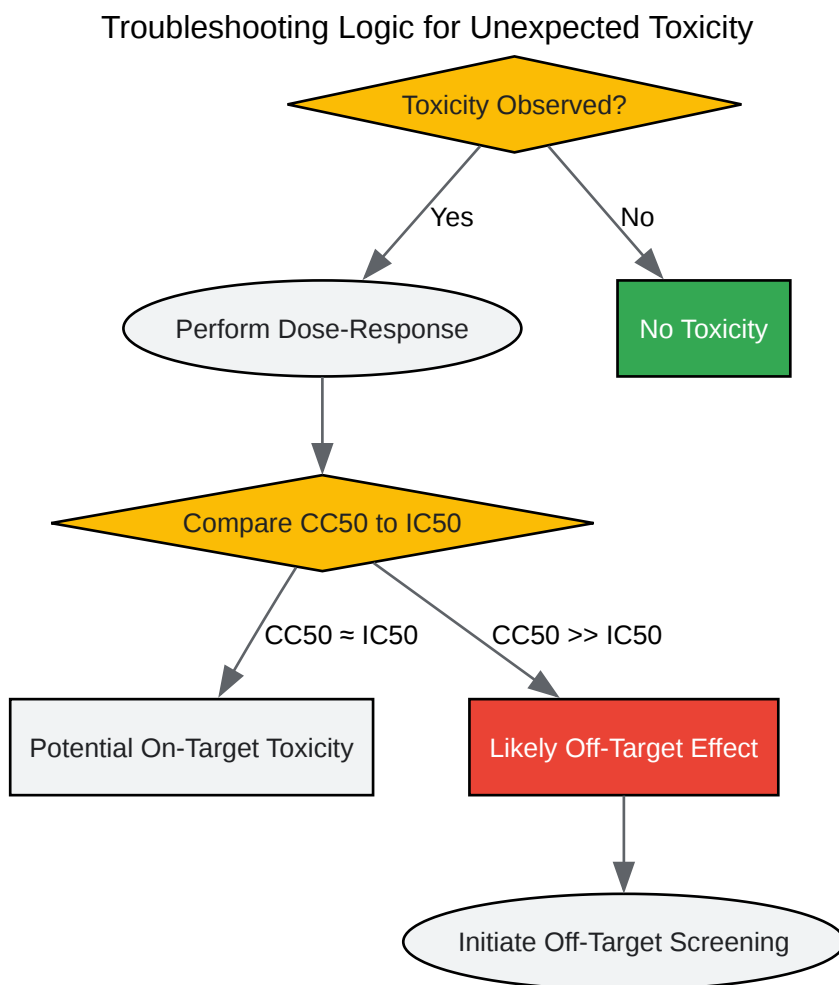 Troubleshooting Logic for Unexpected Toxicity
Toxicity Observed?
Yes
No
Perform Dose-Response
No Toxicity
Compare CC50 to IC50
CC50 ≈ IC50
CC50 >> IC50
Potential On-Target Toxicity
Likely Off-Target Effect
Initiate Off-Target Screening